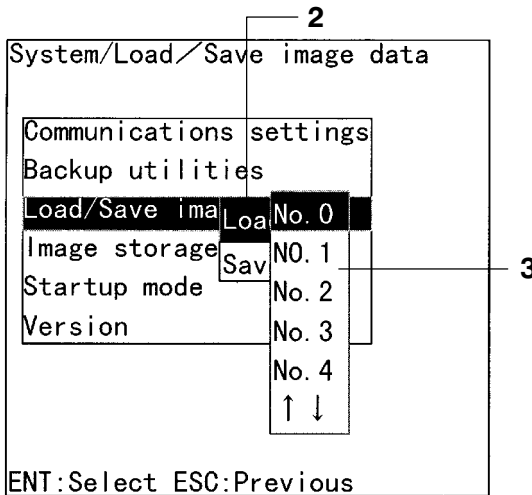 2
System/Load/Save image data
Communications settings
Backup utilities
Load/Save ima
Loa
No. 0
Image storage
Sav
NO. 1
3
Startup mode
No. 2
Version
No. 3
No. 4
↑ ↓
ENT:Select ESC:Previous